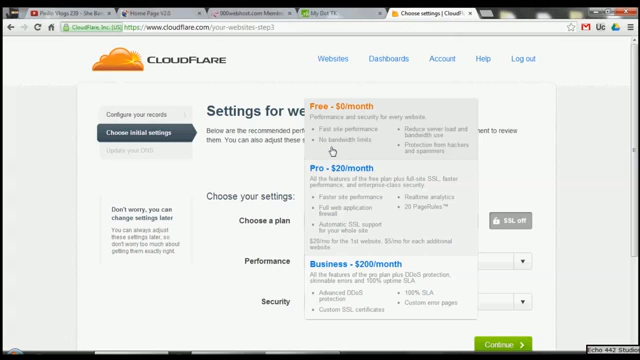 PinRo Vlogs 239 - She Ba
Home Page V2.0
000webhost.com Membe
My Dot TK
Choose settings | CloudFl
CloudFlare, Inc. [US]
https://www.cloudflare.com/your-websites-step3
CLOUDFLARE
Websites
Dashboards
Account
Help
Log out
Configure your records
Choose initial settings
Update your DNS
Don't worry, you can change settings later
You can always adjust these settings later, so don't worry too much about getting them exactly right.
Settings for we
Below are the recommended perfo
You can also adjust these
ment to review them.
Choose your settings:
Choose a plan
Performance
Security
Free - $0/month
Performance and security for every website.
Fast site performance
No bandwidth limits
Reduce server load and bandwidth use
Protection from hackers and spammers
Pro - $20/month
All the features of the free plan plus full-site SSL, faster performance, and enterprise-class security.
Faster site performance
Full web application firewall
Automatic SSL support for your whole site
Realtime analytics
20 PageRules™
$20/mo for the 1st website, $5/mo for each additional website
Business - $200/month
All the features of the pro plan plus DDoS protection, skinnable errors and 100% uptime SLA
Advanced DDoS protection
Custom SSL certificates
100% SLA
Custom error pages
SSL off
Continue
Echo 442 Studios